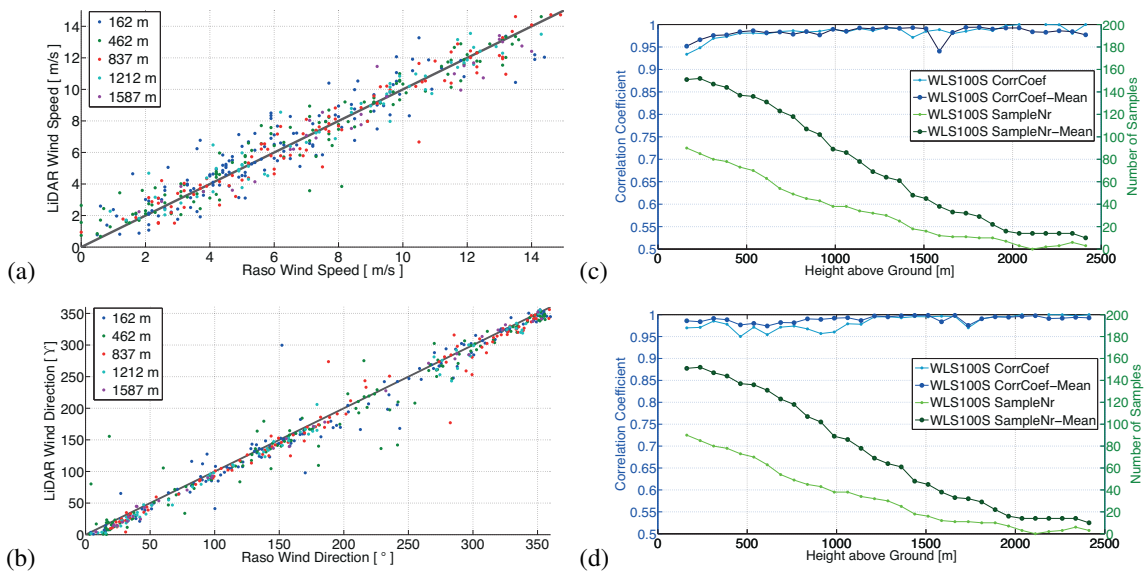 15
14
12
10
8
6
4
2
0
LiDAR Wind Speed [ m/s ]
162 m
462 m
837 m
1212 m
1587 m
0 2 4 6 8 10 12 14
Raso Wind Speed [ m/s ]
(a)
1
0.95
0.9
0.85
0.8
0.75
0.7
0.65
0.6
0.55
0.5
Correlation Coefficient
WLS100S CorrCoef
WLS100S CorrCoef-Mean
WLS100S SampleNr
WLS100S SampleNr-Mean
200
180
160
140
120
100
80
60
40
20
0
Number of Samples
0 500 1000 1500 2000 2500
Height above Ground [m]
(c)
350
300
250
200
150
100
50
0
LiDAR Wind Direction [ ϒ]
162 m
462 m
837 m
1212 m
1587 m
0 50 100 150 200 250 300 350
Raso Wind Direction [ ° ]
(b)
1
0.95
0.9
0.85
0.8
0.75
0.7
0.65
0.6
0.55
0.5
Correlation Coefficient
WLS100S CorrCoef
WLS100S CorrCoef-Mean
WLS100S SampleNr
WLS100S SampleNr-Mean
200
180
160
140
120
100
80
60
40
20
0
Number of Samples
0 500 1000 1500 2000 2500
Height above Ground [m]
(d)